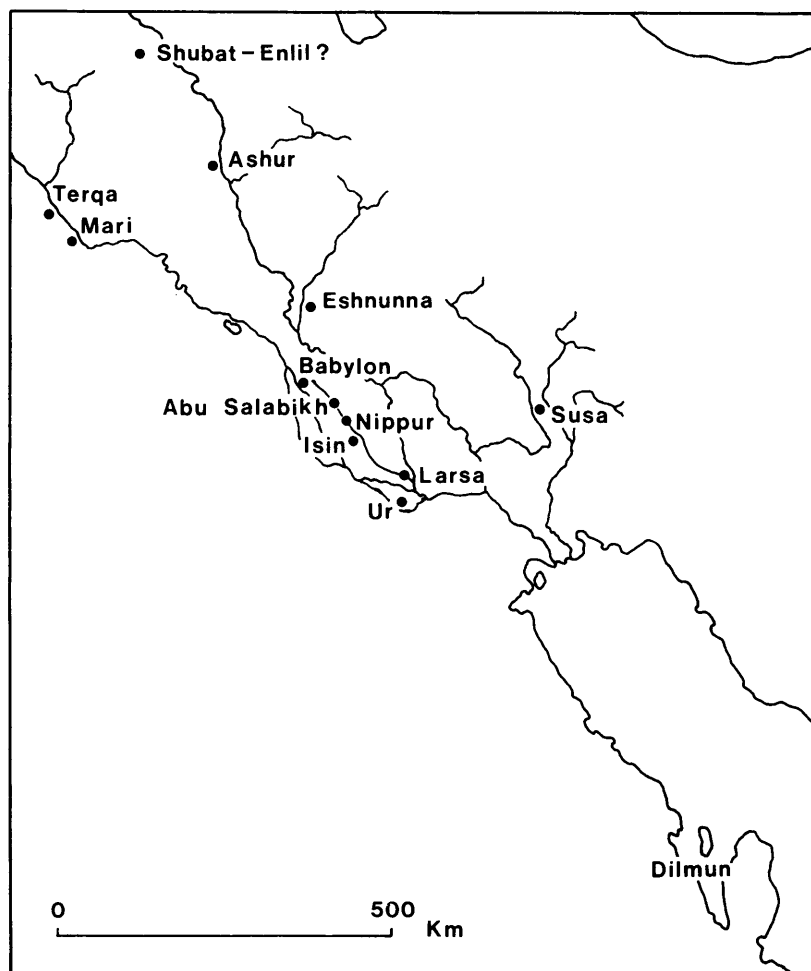 Shubat–Enlil ?
Ashur
Terqa
Mari
Eshnunna
Babylon
Abu Salabikh
Nippur
Susa
Isin
Larsa
Ur
Dilmun
0 500
Km